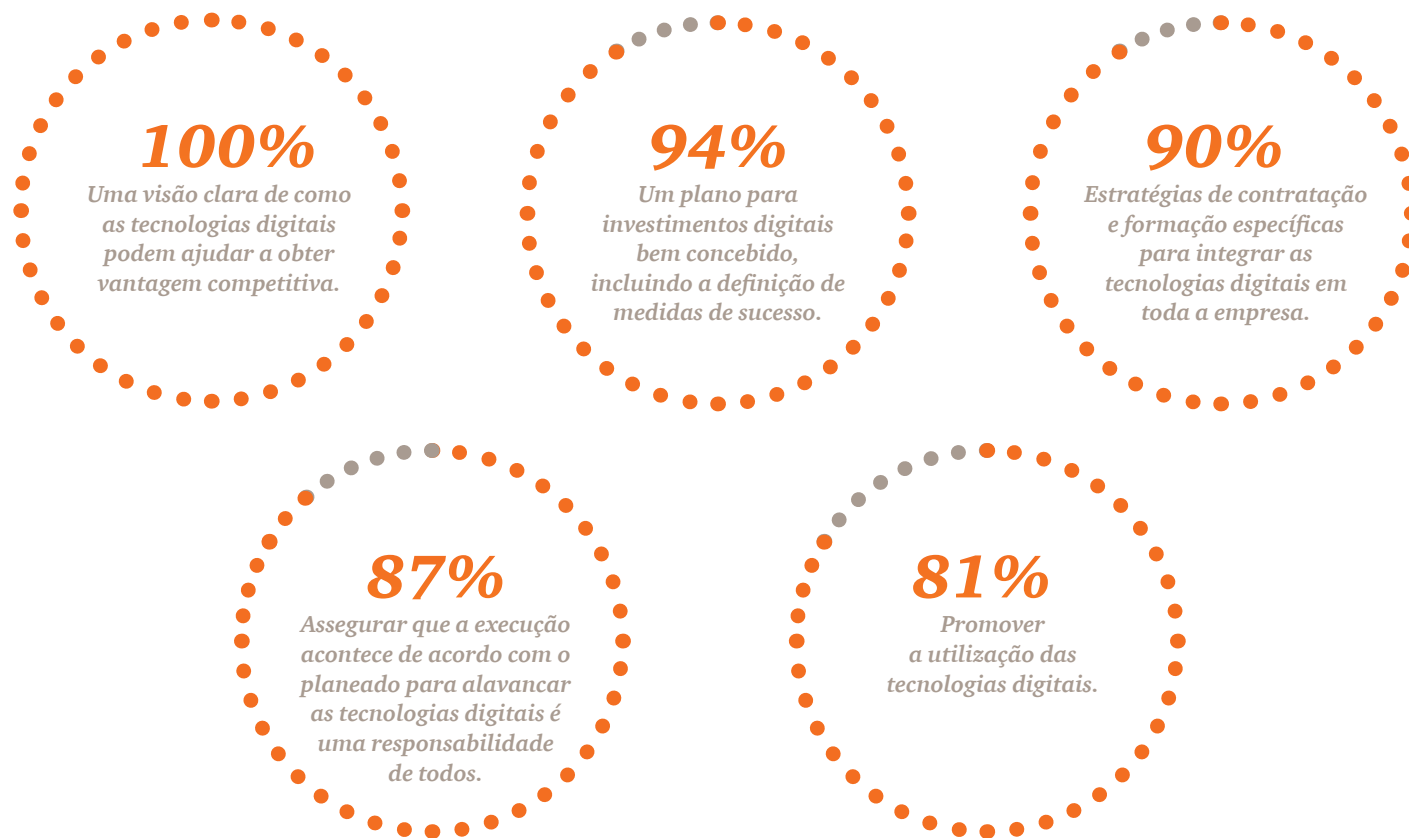 100%
Uma visão clara de como
as tecnologias digitais
podem ajudar a obter
vantagem competitiva.
94%
Um plano para
investimentos digitais
bem concebido,
incluindo a definição de
medidas de sucesso.
90%
Estratégias de contratação
e formação específicas
para integrar as
tecnologias digitais em
toda a empresa.
87%
Assegurar que a execução
acontece de acordo com o
planeado para alavancar
as tecnologias digitais é
uma responsabilidade
de todos.
81%
Promover
a utilização das
tecnologias digitais.